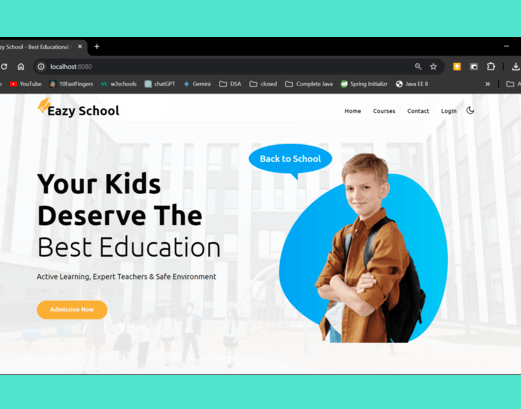 zy School - Best Educational
localhost:8080
YouTube
10FastFingers
w3schools
chatGPT
Gemini
DSA
closed
Complete Java
Spring Initializr
Java EE 8
Eazy School
Home
Courses
Contact
Login
Back to School
Your Kids
Deserve The
Best Education
Active Learning, Expert Teachers & Safe Environment
Admission Now